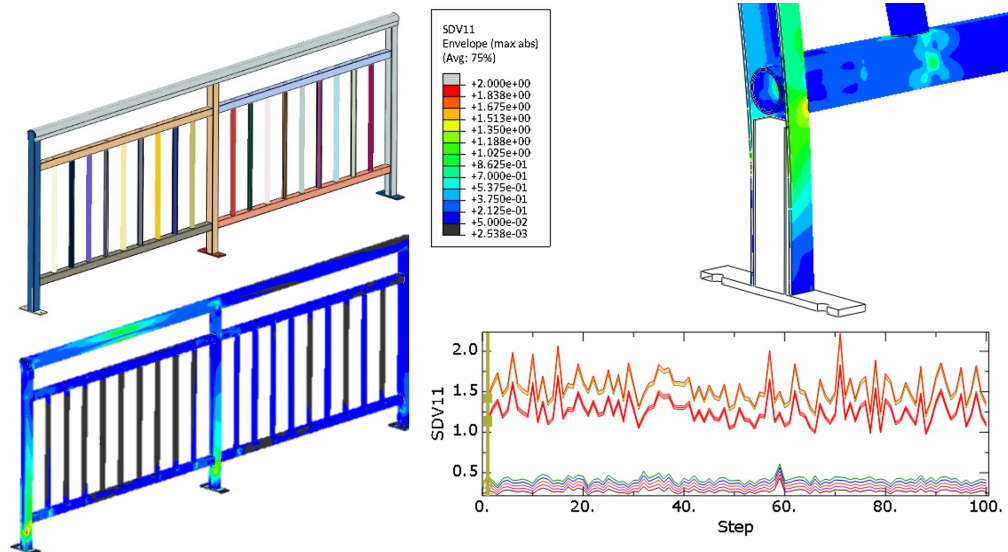 SDV11
Envelope (max abs)
(Avg: 75%)
+2.000e+00
+1.838e+00
+1.675e+00
+1.513e+00
+1.350e+00
+1.188e+00
+1.025e+00
+8.625e-01
+7.000e-01
+5.375e-01
+3.750e-01
+2.125e-01
+5.000e-02
+2.538e-03
2.0
1.5
1.0
0.5
SDV11
0. 20. 40. 60. 80. 100.
Step